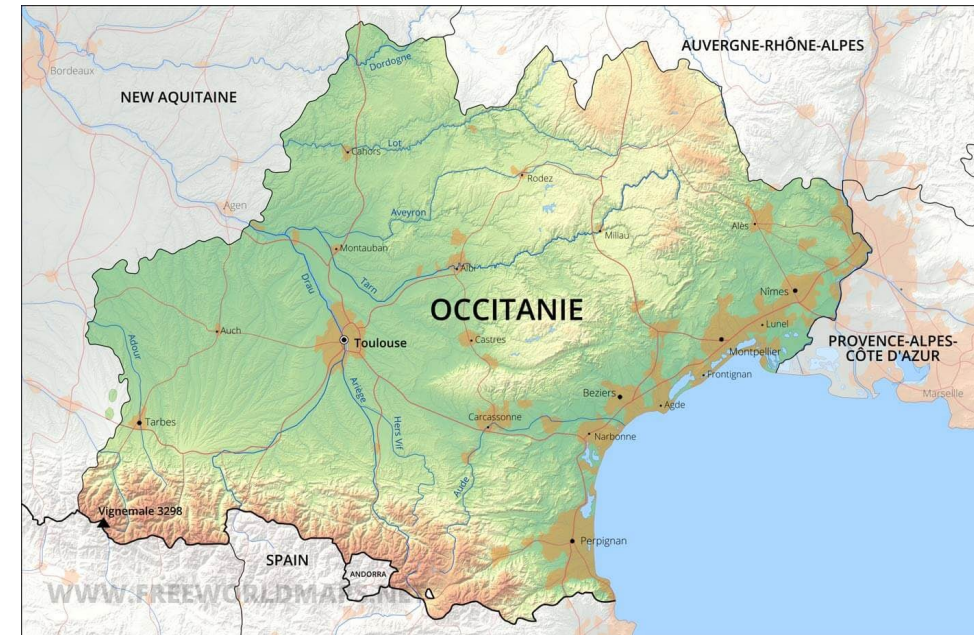 AUVERGNE-RHÔNE-ALPES
Bordeaux
Dordogne
NEW AQUITAINE
Lot
Cahors
Rodez
Agen
Aveyron
Alès
Millau
Montauban
Albi
Tarn
Drau
Nîmes
OCCITANIE
Lunel
Auch
Adour
Castres
Toulouse
Montpellier
PROVENCE-ALPES-
CÔTE D'AZUR
Frontignan
Ariège
Marseille
Beziers
Agde
Tarbes
Hers Vif
Carcassonne
Narbonne
Aude
Vignemale 3298
Perpignan
SPAIN
ANDORRA
WWW.FREEWORLDMAPS.NET